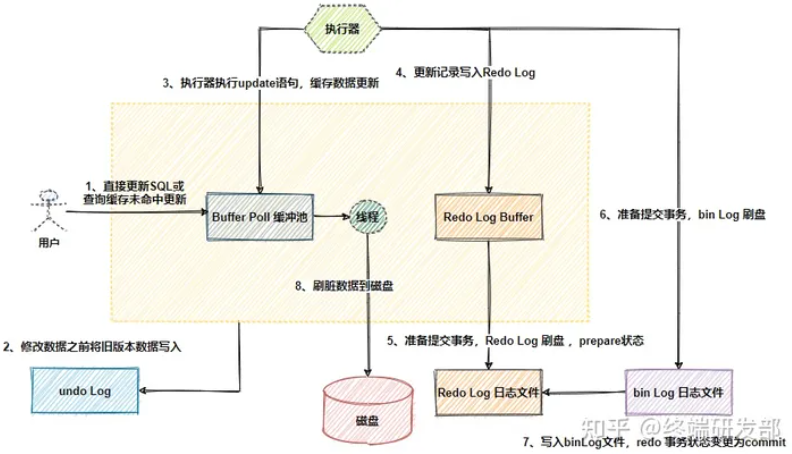 执行器
3、执行器执行update语句，缓存数据更新
4、更新记录写入Redo Log
1、直接更新SQL或
查询缓存未命中更新
用户
Buffer Poll 缓冲池
线程
Redo Log Buffer
6、准备提交事务，bin Log 刷盘
8、刷脏数据到磁盘
2、修改数据之前将旧版本数据写入
5、准备提交事务，Redo Log 刷盘 ，prepare状态
undo Log
磁盘
Redo Log 日志文件
bin Log 日志文件
知乎 @终端研发部
7、写入binLog文件，redo 事务状态变更为commit